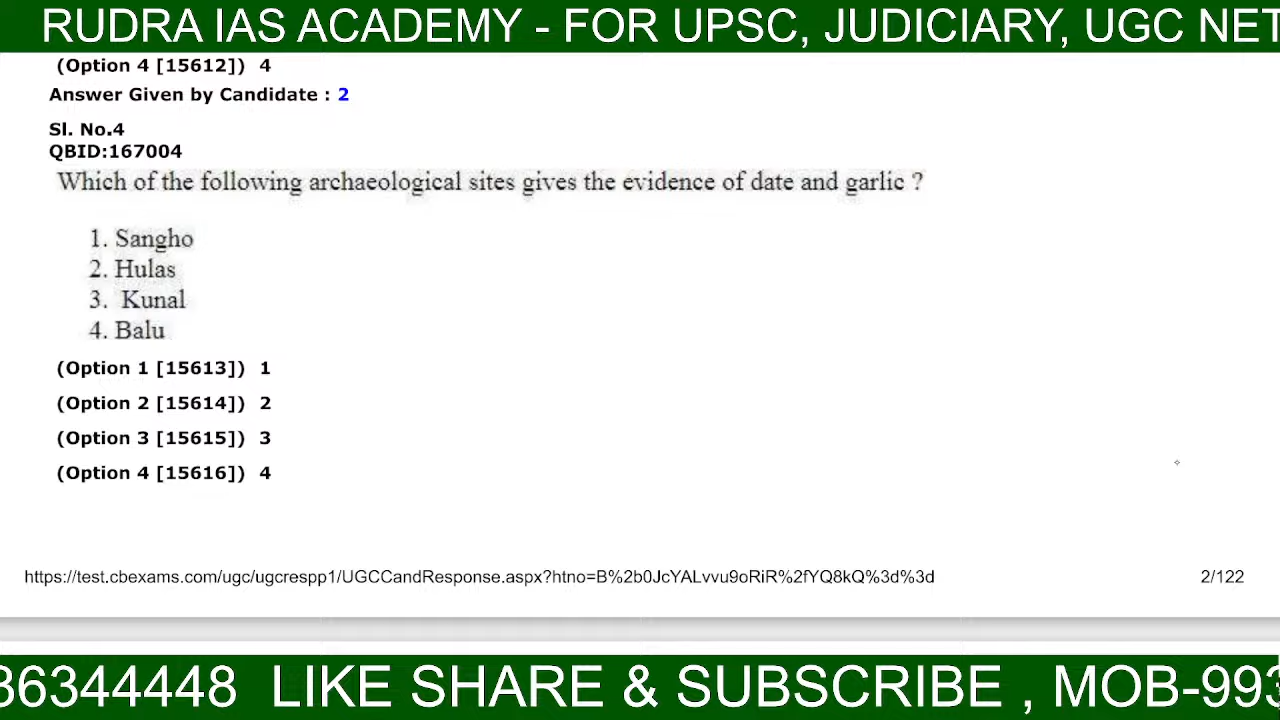 RUDRA IAS ACADEMY - FOR UPSC, JUDICIARY, UGC NET
(Option 4 [15612]) 4
Answer Given by Candidate : 2
Sl. No.4
QBID:167004
Which of the following archaeological sites gives the evidence of date and garlic ?
1. Sangho
2. Hulas
3. Kunal
4. Balu
(Option 1 [15613]) 1
(Option 2 [15614]) 2
(Option 3 [15615]) 3
(Option 4 [15616]) 4
https://test.cbexams.com/ugc/ugcrespp1/UGCCandResponse.aspx?htno=B%2b0JcYALvvu9oRiR%2fYQ8kQ%3d%3d 2/122
86344448 LIKE SHARE & SUBSCRIBE , MOB-993